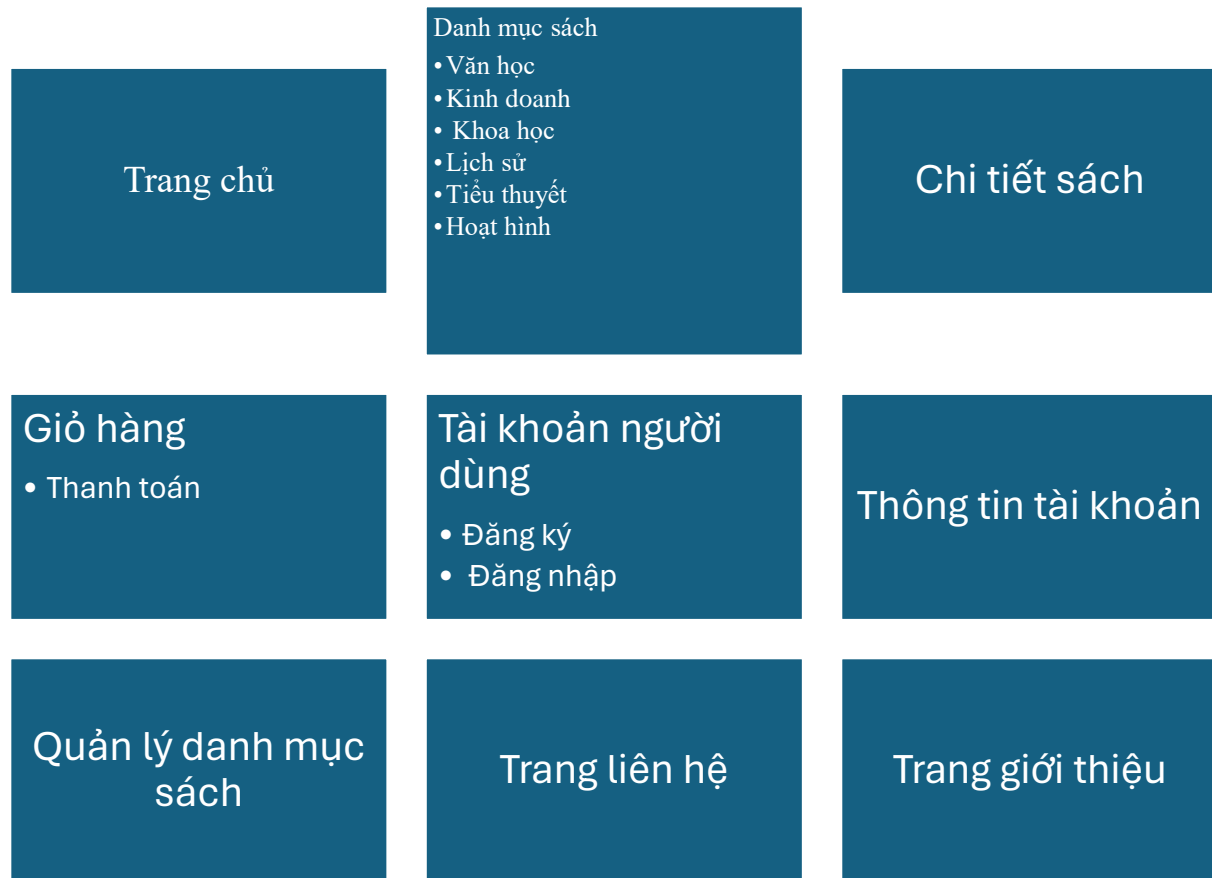 Trang chủ
Danh mục sách
•Văn học
•Kinh doanh
• Khoa học
•Lịch sử
•Tiểu thuyết
•Hoạt hình
Chi tiết sách
Giỏ hàng
• Thanh toán
Tài khoản người
dùng
• Đăng ký
• Đăng nhập
Thông tin tài khoản
Quản lý danh mục
sách
Trang liên hệ
Trang giới thiệu